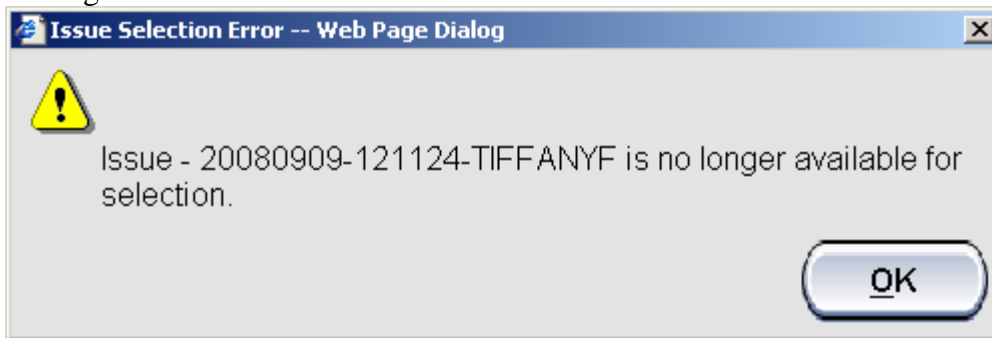 Issue Selection Error -- Web Page Dialog
Issue - 20080909-121124-TIFFANYF is no longer available for
selection.
OK